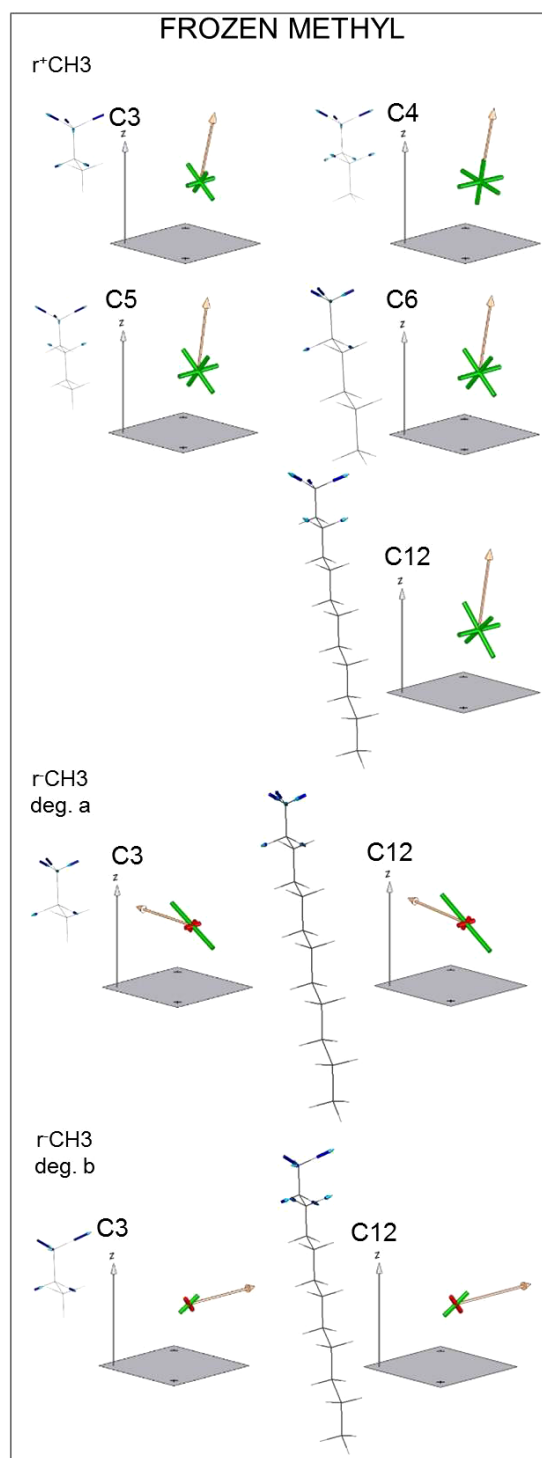 FROZEN METHYL
r⁺CH3
C3
C4
z
z
C5
C6
z
z
C12
z
r⁻CH3
deg. a
C3
C12
z
z
r⁻CH3
deg. b
C3
C12
z
z